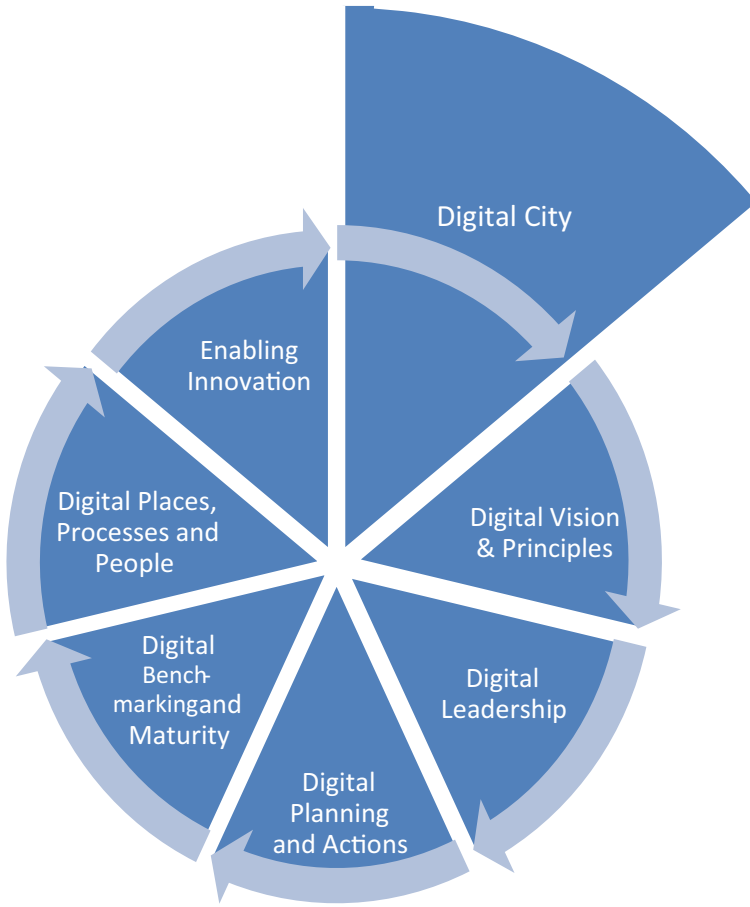 Digital City
Digital Vision
& Principles
Digital
Leadership
Digital
Planning
and Actions
Digital
Bench-
markingand
Maturity
Digital Places,
Processes and
People
Enabling
Innovation